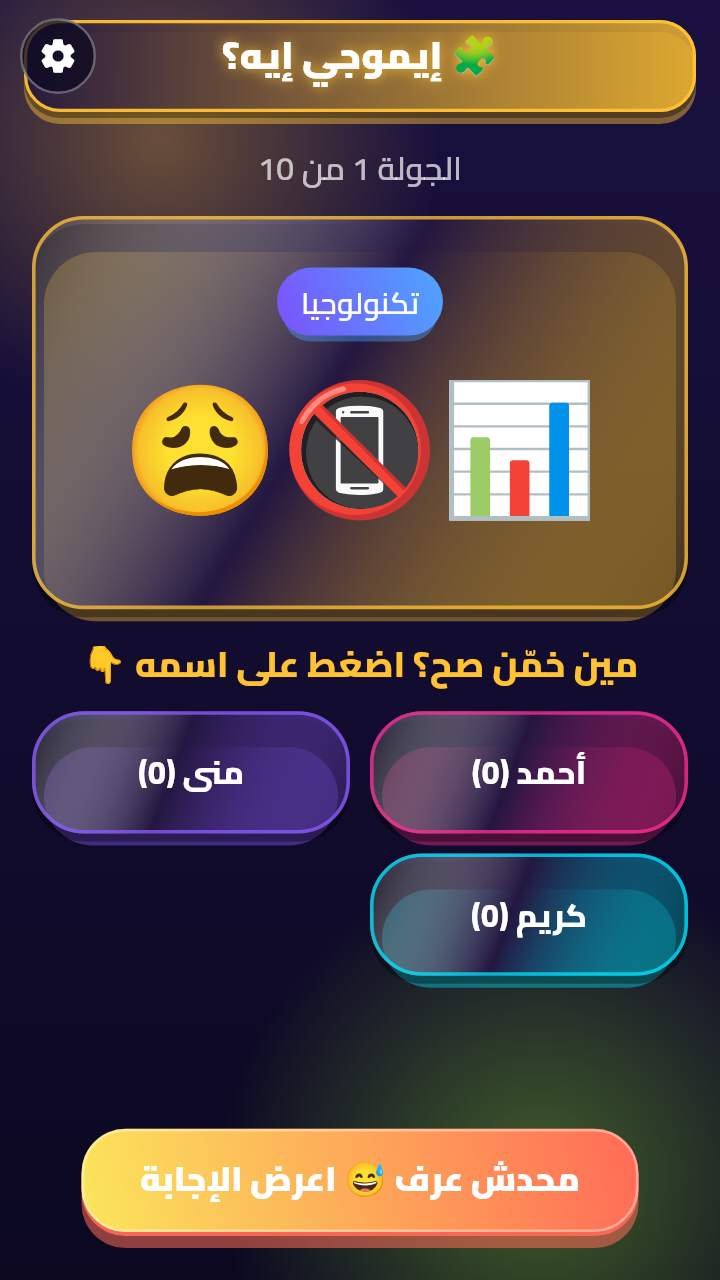 إيموجي إيه؟
الجولة 1 من 10
تكنولوجيا
مين خمّن صح؟ اضغط على اسمه
أحمد (0)
منى (0)
كريم (0)
محدش عرف 😅 اعرض الإجابة